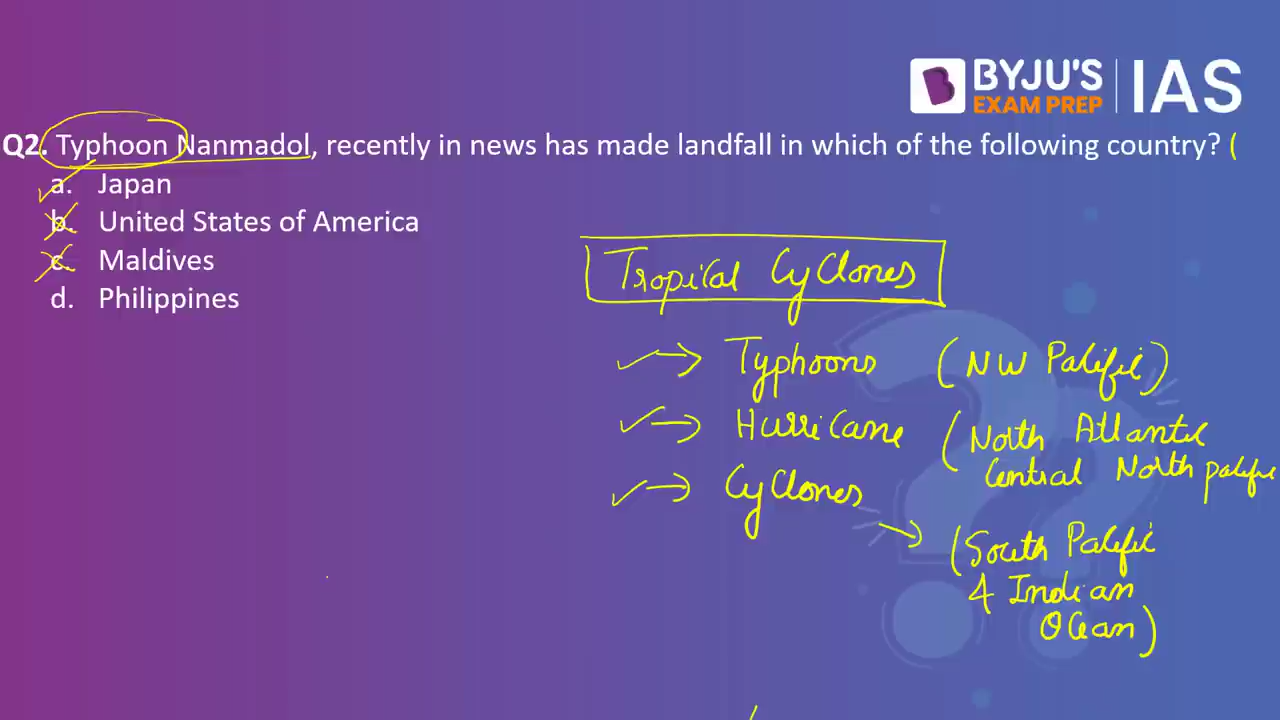 BYJU'S
EXAM PREP
IAS
Q2. Typhoon Nanmadol, recently in news has made landfall in which of the following country? (
a. Japan
b. United States of America
c. Maldives
d. Philippines
Tropical Cyclones
Typhoons (NW Pacific)
Hurricane (North Atlantic
Central North pacific
Cyclones
(South Pacific
& Indian
Ocean)